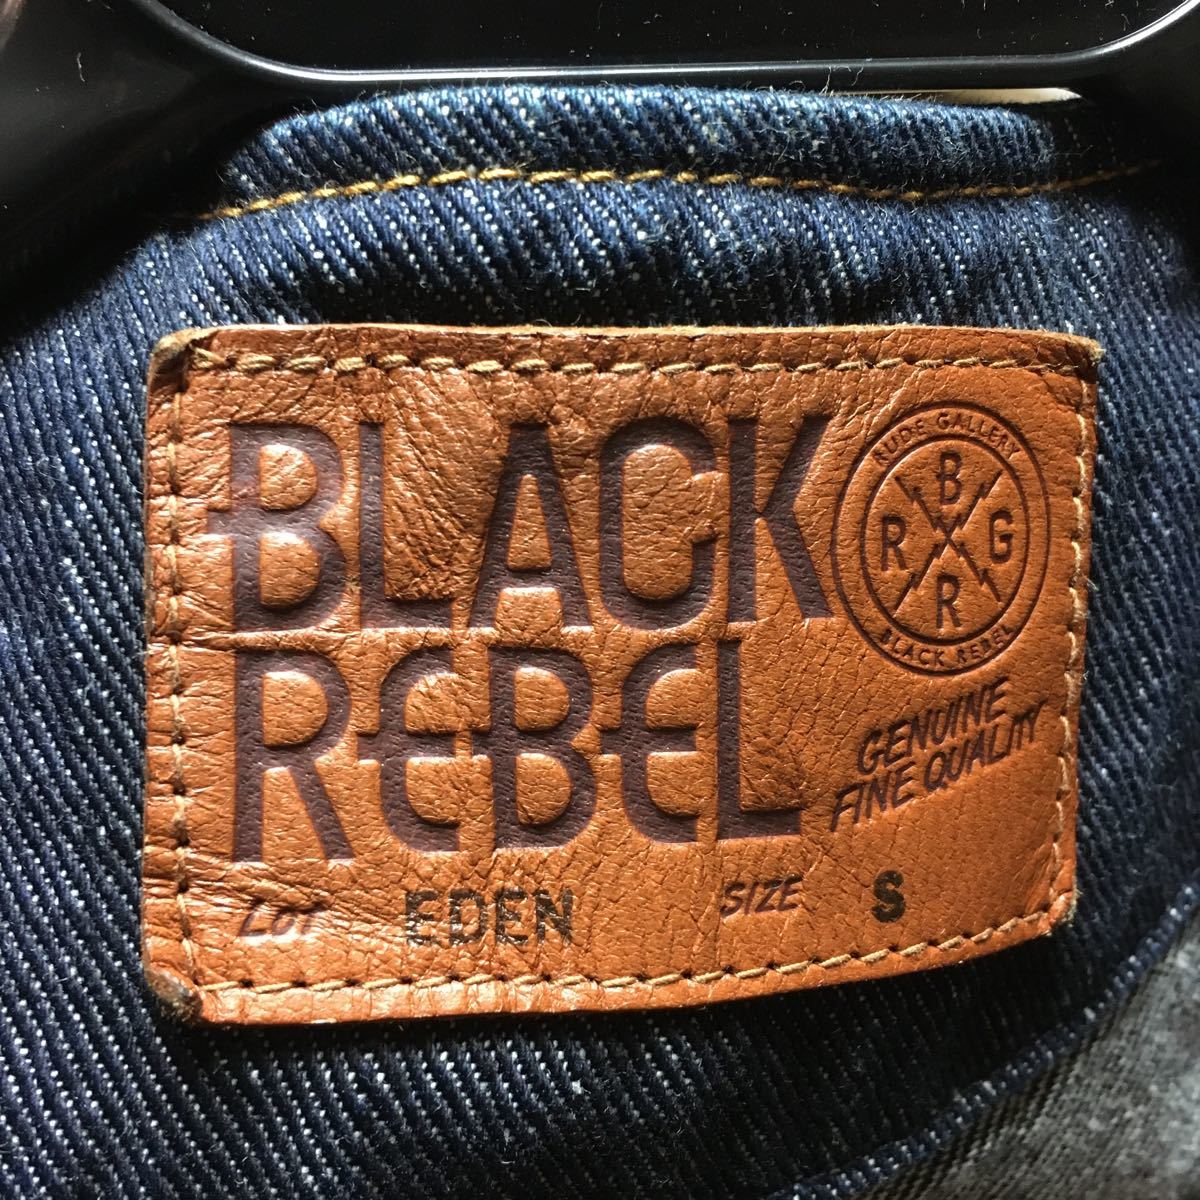 BLACK
REBEL
RUDE GALLERY
B
R G
R
BLACK REBEL
GENUINE
FINE QUALITY
LOT EDEN SIZE S